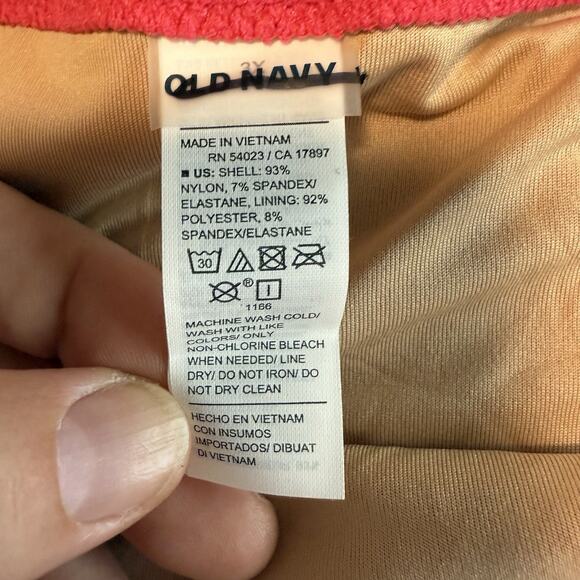 2X
OLD NAVY
MADE IN VIETNAM
RN 54023 / CA 17897
■ US: SHELL: 93%
NYLON, 7% SPANDEX/
ELASTANE, LINING: 92%
POLYESTER, 8%
SPANDEX/ELASTANE
30
® I
1166
MACHINE WASH COLD/
WASH WITH LIKE
COLORS/ ONLY
NON-CHLORINE BLEACH
WHEN NEEDED/ LINE
DRY/ DO NOT IRON/ DO
NOT DRY CLEAN
HECHO EN VIETNAM
CON INSUMOS
IMPORTADOS/ DIBUAT
DI VIETNAM